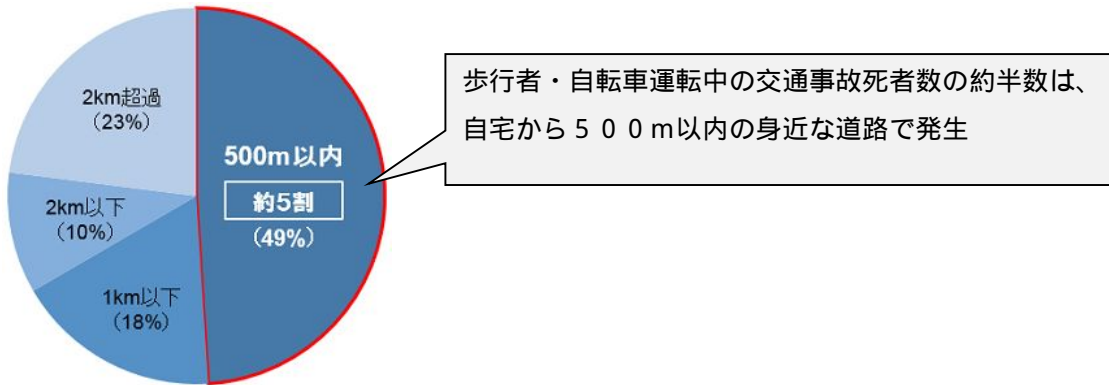 2km超過
（23%）
500m以内
約5割
（49%）
2km以下
（10%）
1km以下
（18%）
歩行者・自転車運転中の交通事故死者数の約半数は、
自宅から５００ｍ以内の身近な道路で発生